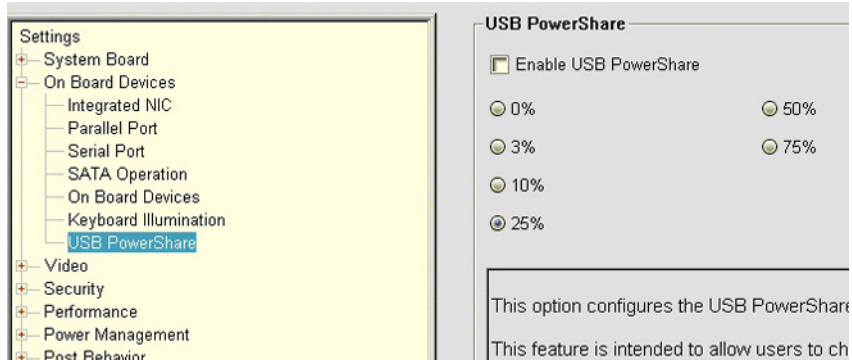 Settings
System Board
On Board Devices
Integrated NIC
Parallel Port
Serial Port
SATA Operation
On Board Devices
Keyboard Illumination
USB PowerShare
Video
Security
Performance
Power Management
Post Behavior
USB PowerShare
Enable USB PowerShare
0%
50%
3%
75%
10%
25%
This option configures the USB PowerShare
This feature is intended to allow users to ch